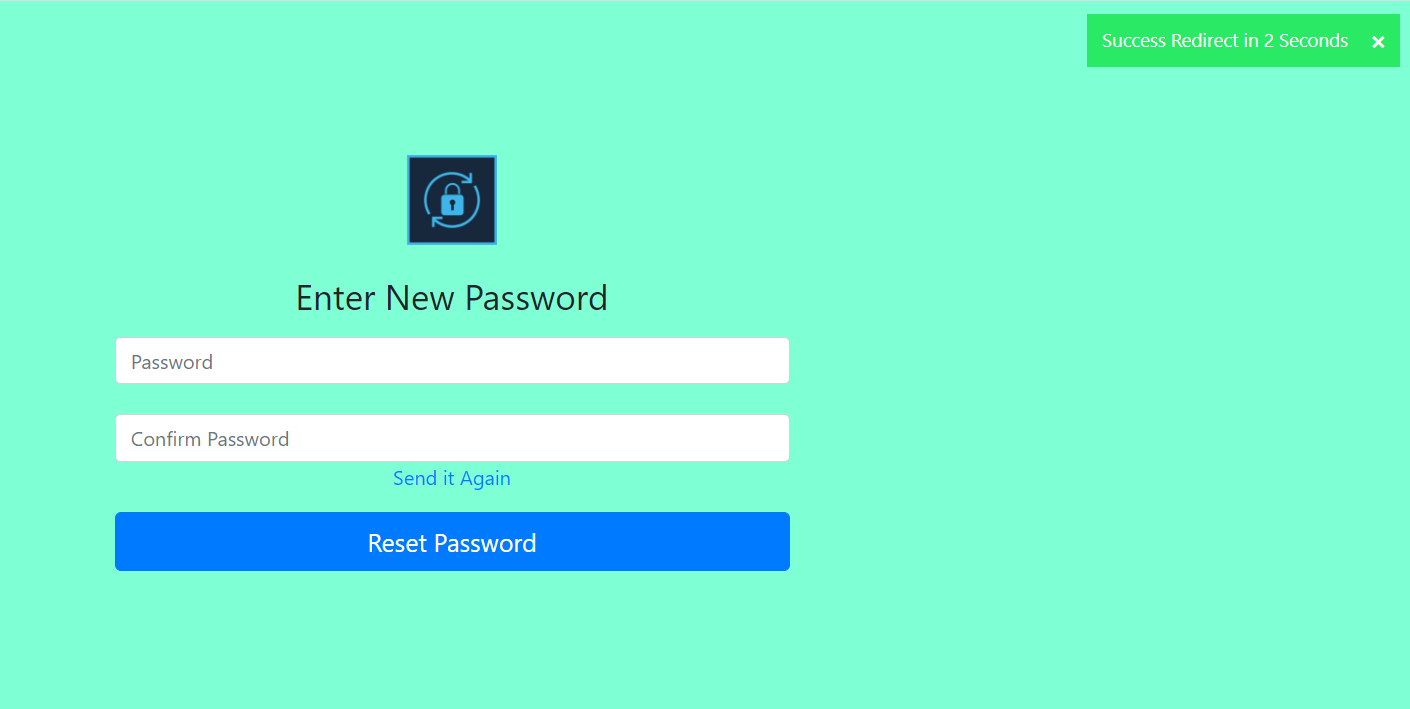 Success Redirect in 2 Seconds ×
Enter New Password
Password
Confirm Password
Send it Again
Reset Password